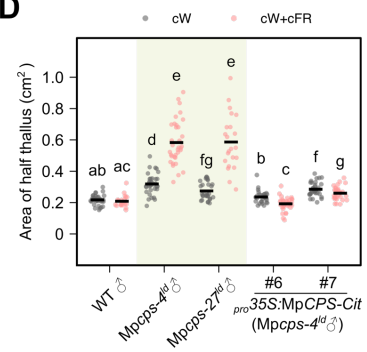 D
cW cW+cFR
Area of half thallus (cm²)
1.0
0.8
0.6
0.4
0.2
0
ab ac d e fg e b c f g
WT ♂
Mpcps-4ld♂
Mpcps-27ld♂
#6 #7
pro35S:MpCPS-Cit
(Mpcps-4ld♂)